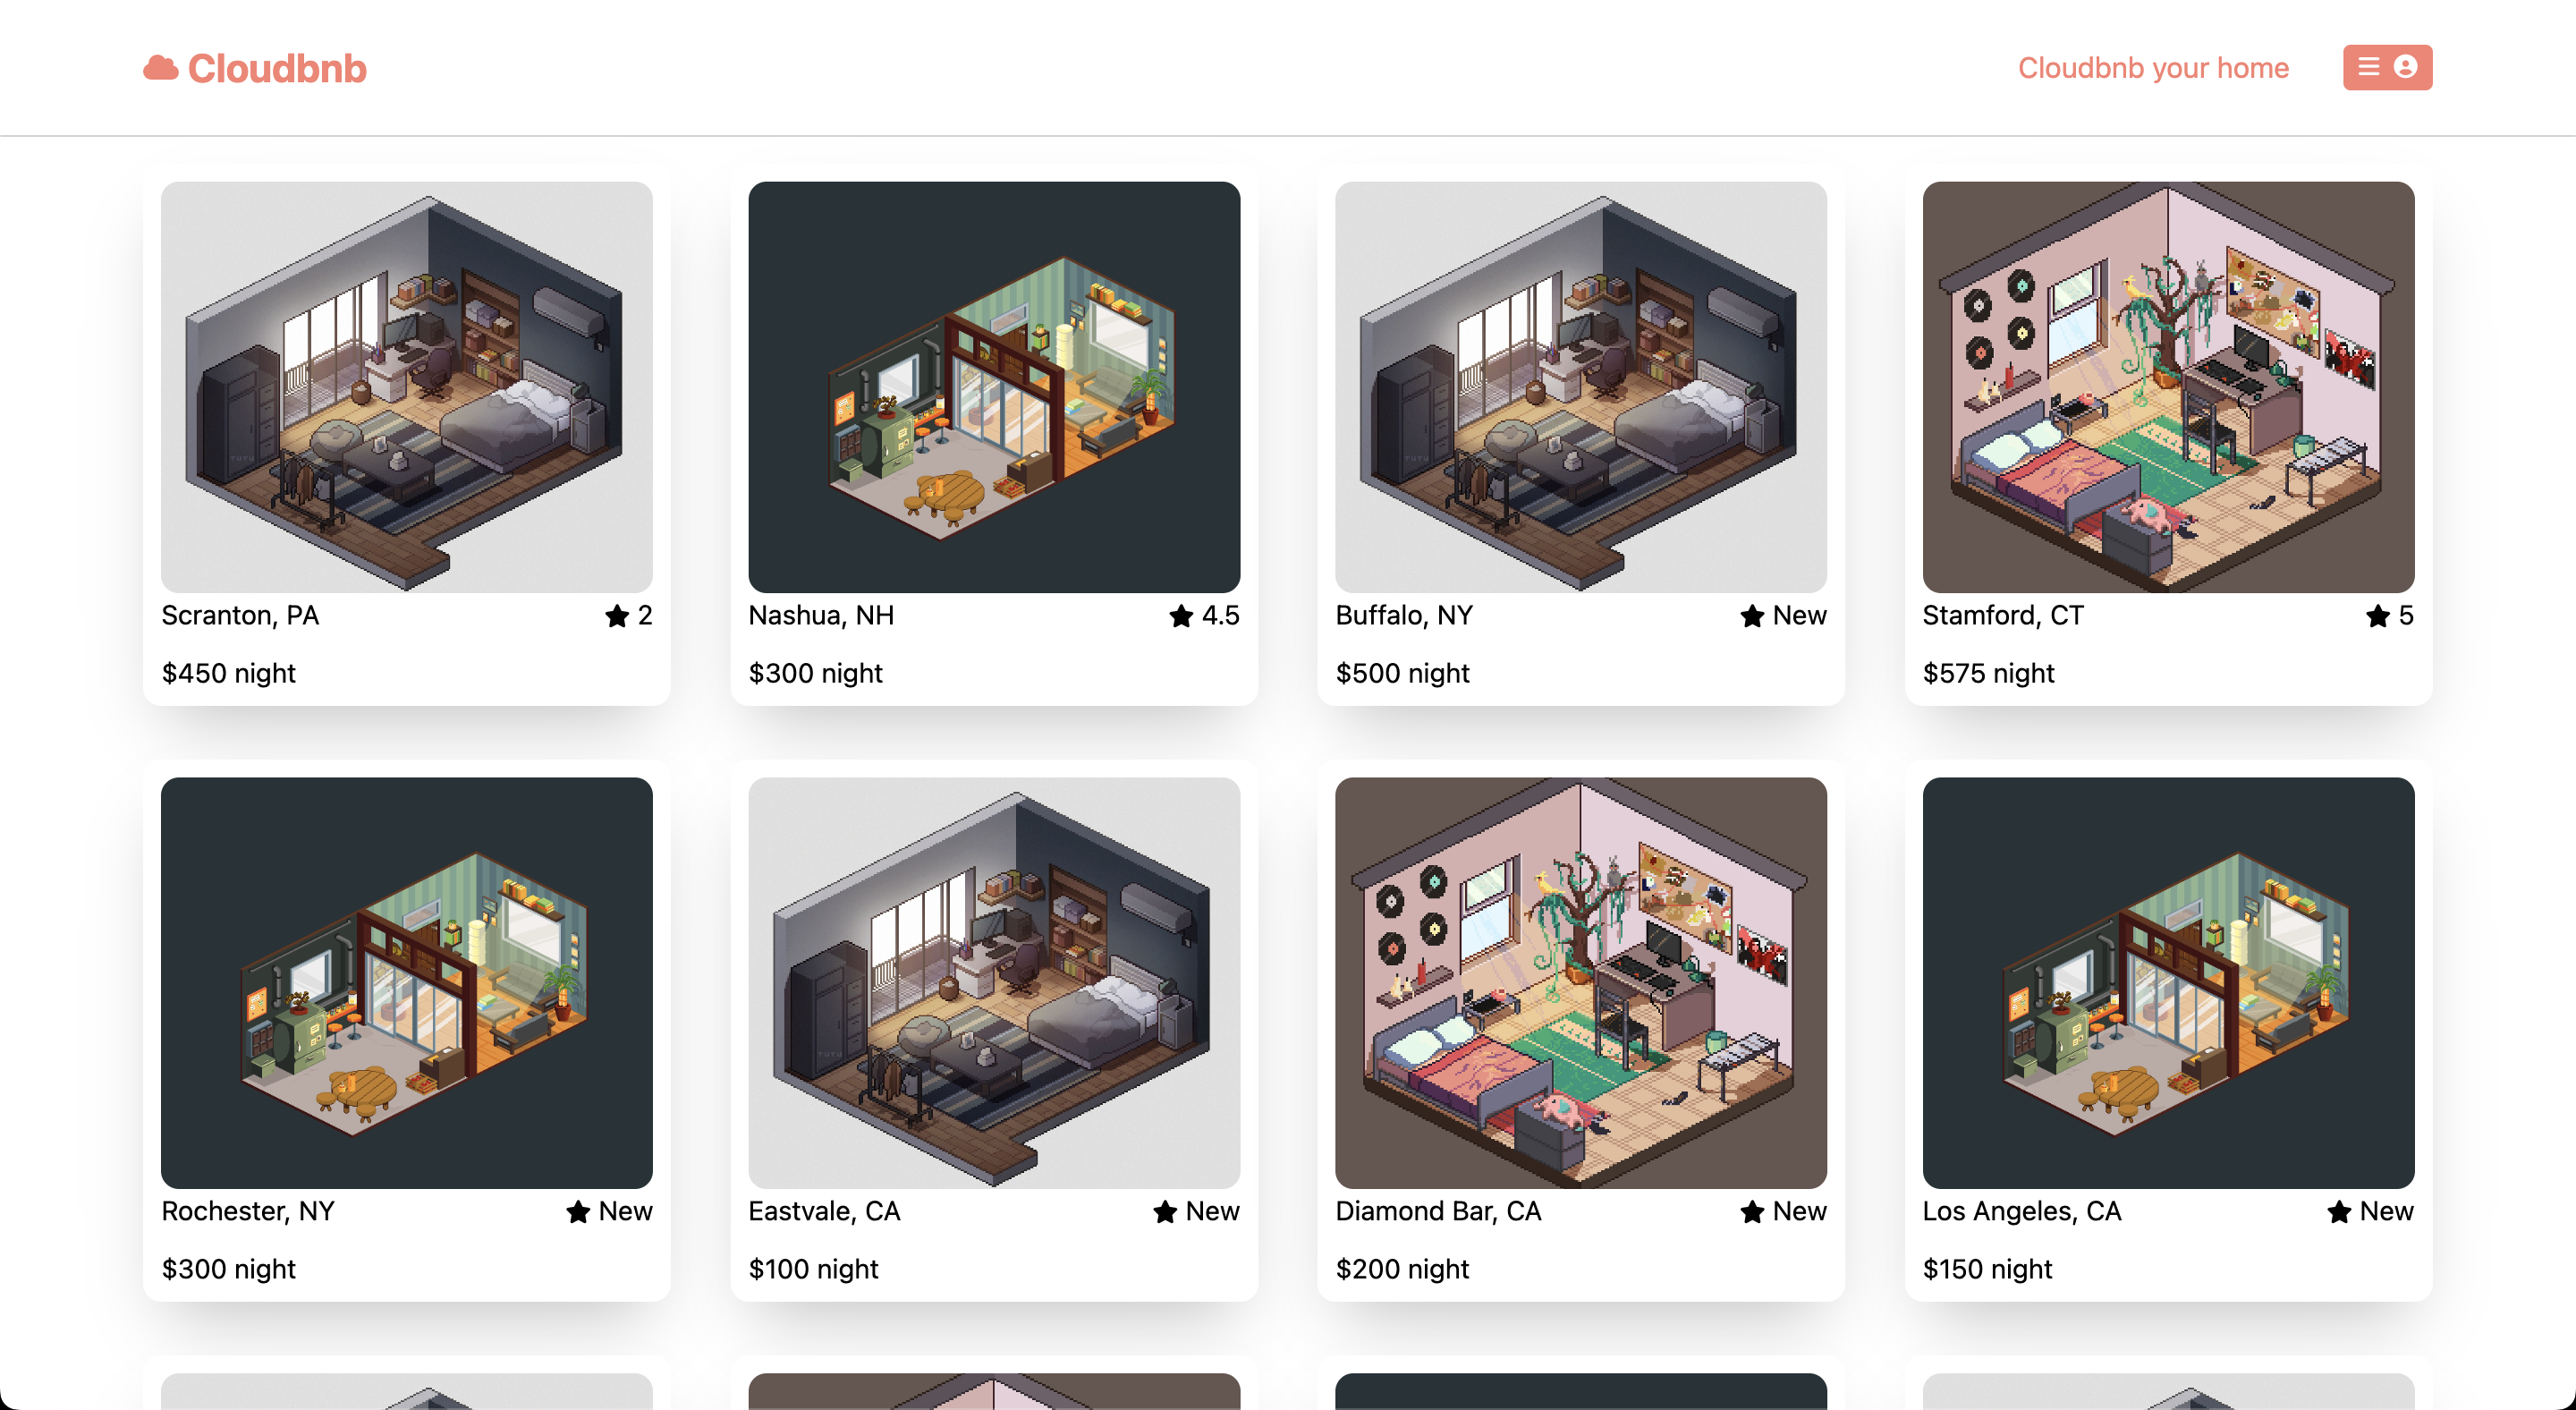 Cloudbnb
Cloudbnb your home
Scranton, PA
2
$450 night
Nashua, NH
4.5
$300 night
Buffalo, NY
New
$500 night
Stamford, CT
5
$575 night
Rochester, NY
New
$300 night
Eastvale, CA
New
$100 night
Diamond Bar, CA
New
$200 night
Los Angeles, CA
New
$150 night